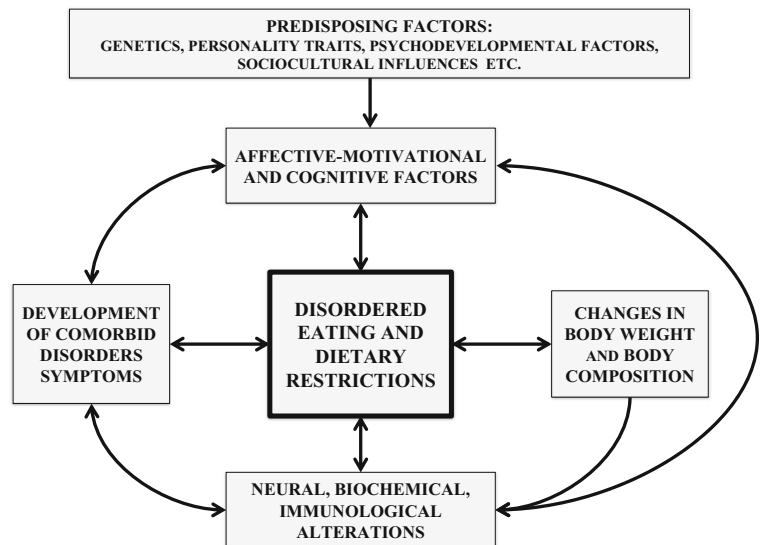 PREDISPOSING FACTORS:
GENETICS, PERSONALITY TRAITS, PSYCHODEVELOPMENTAL FACTORS,
SOCIOCULTURAL INFLUENCES ETC.
AFFECTIVE-MOTIVATIONAL
AND COGNITIVE FACTORS
DEVELOPMENT
OF COMORBID
DISORDERS
SYMPTOMS
DISORDERED
EATING AND
DIETARY
RESTRICTIONS
CHANGES IN
BODY WEIGHT
AND BODY
COMPOSITION
NEURAL, BIOCHEMICAL,
IMMUNOLOGICAL
ALTERATIONS